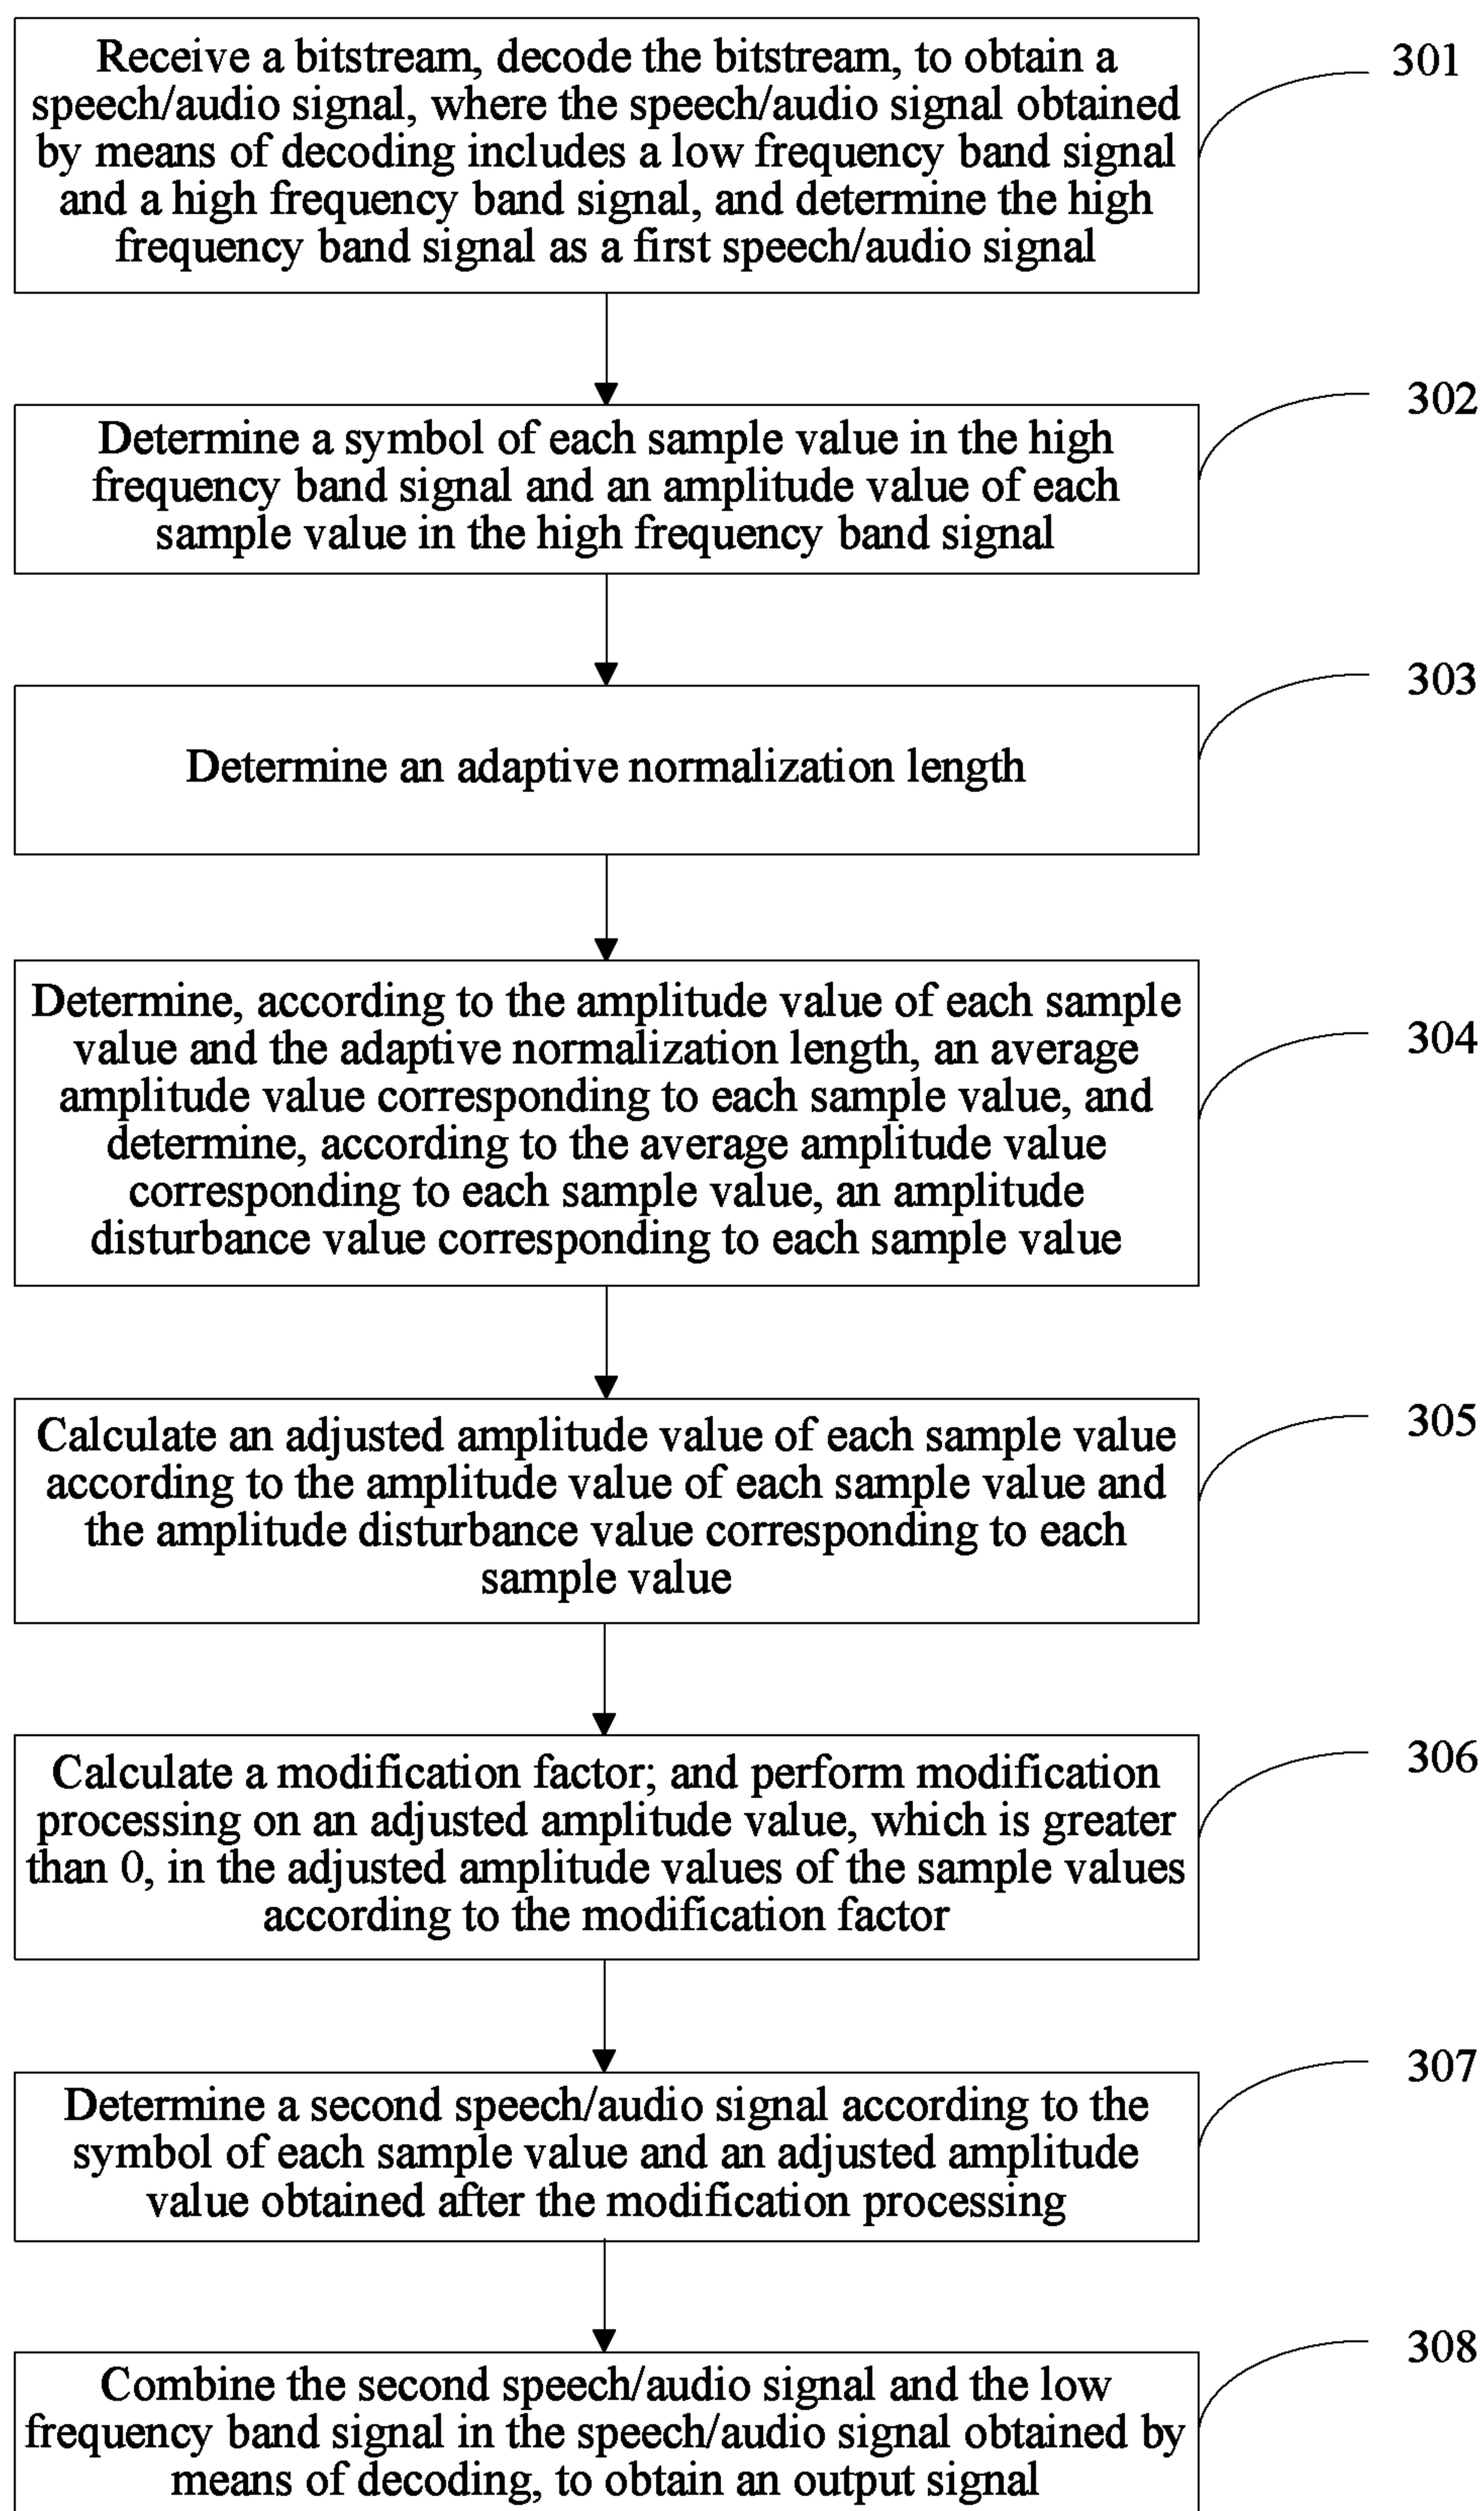 Receive a bitstream, decode the bitstream, to obtain a
speech/audio signal, where the speech/audio signal obtained
by means of decoding includes a low frequency band signal
and a high frequency band signal, and determine the high
frequency band signal as a first speech/audio signal
301
Determine a symbol of each sample value in the high
frequency band signal and an amplitude value of each
sample value in the high frequency band signal
302
Determine an adaptive normalization length
303
Determine, according to the amplitude value of each sample
value and the adaptive normalization length, an average
amplitude value corresponding to each sample value, and
determine, according to the average amplitude value
corresponding to each sample value, an amplitude
disturbance value corresponding to each sample value
304
Calculate an adjusted amplitude value of each sample value
according to the amplitude value of each sample value and
the amplitude disturbance value corresponding to each
sample value
305
Calculate a modification factor; and perform modification
processing on an adjusted amplitude value, which is greater
than 0, in the adjusted amplitude values of the sample values
according to the modification factor
306
Determine a second speech/audio signal according to the
symbol of each sample value and an adjusted amplitude
value obtained after the modification processing
307
Combine the second speech/audio signal and the low
frequency band signal in the speech/audio signal obtained by
means of decoding, to obtain an output signal
308